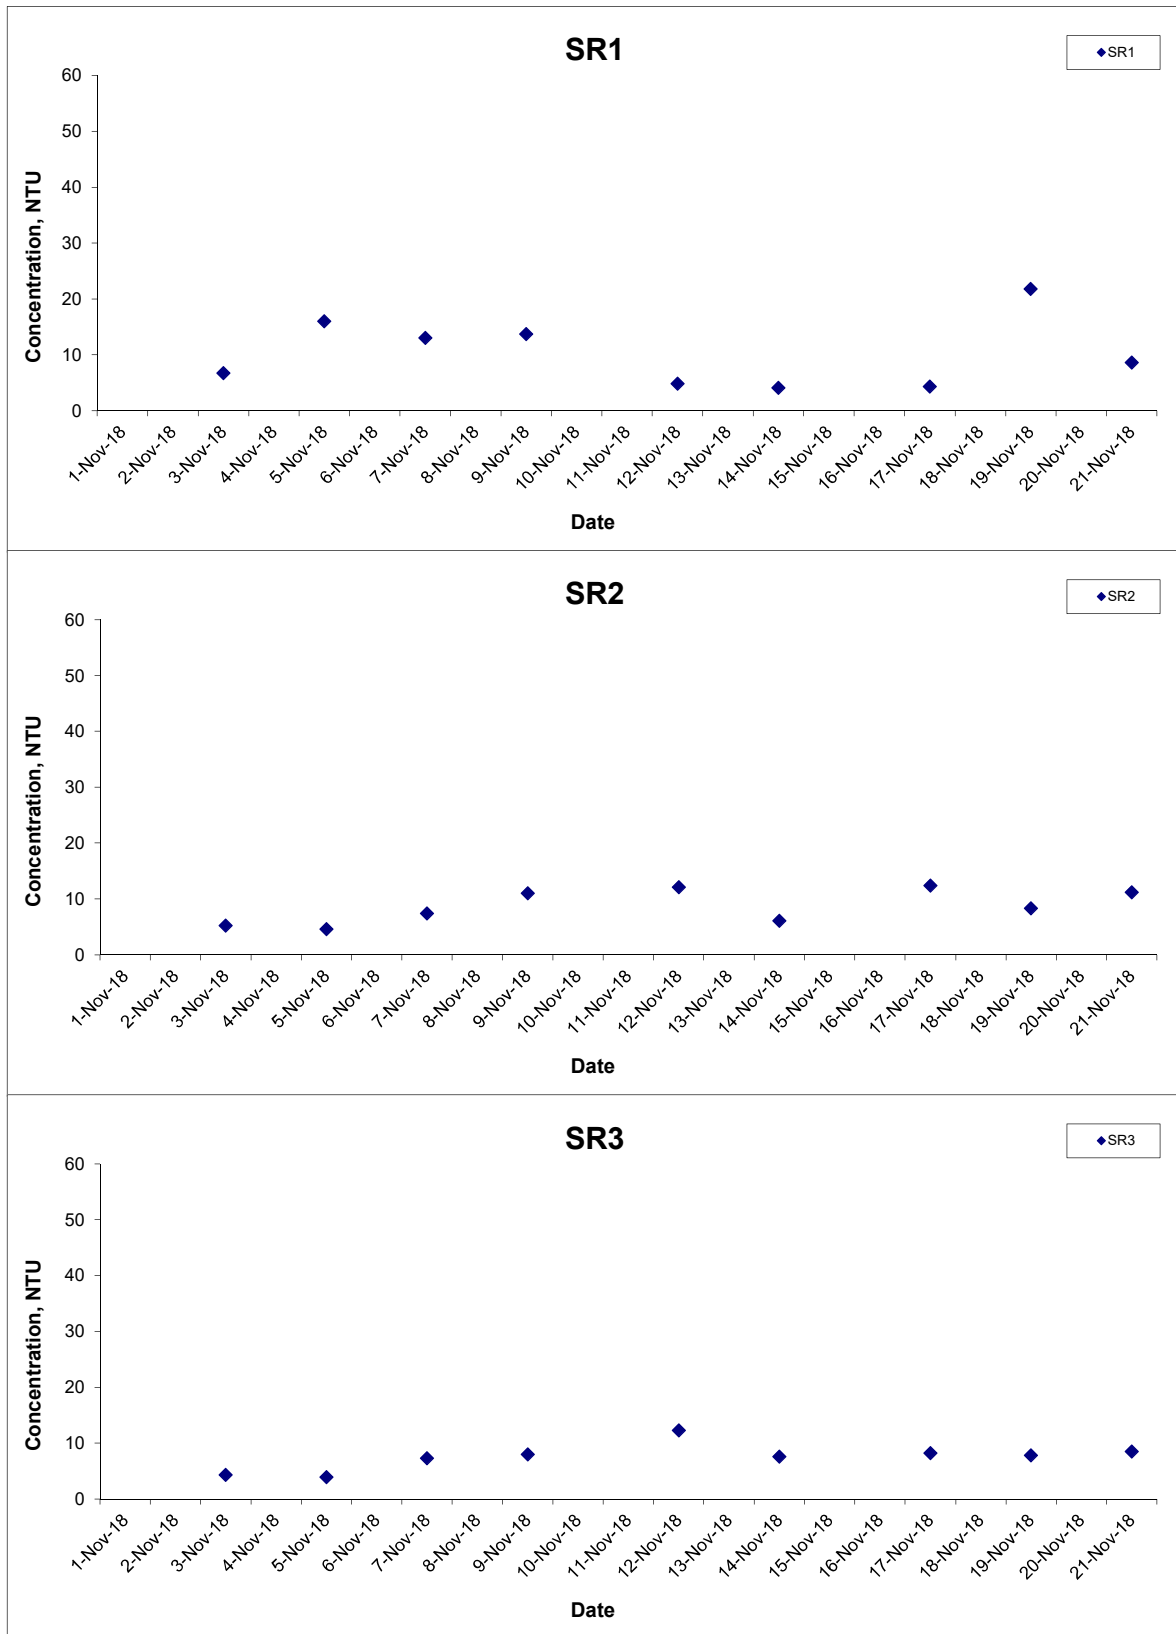 SR1
SR1
60
50
40
30
20
10
0
Concentration, NTU
1-Nov-18
2-Nov-18
3-Nov-18
4-Nov-18
5-Nov-18
6-Nov-18
7-Nov-18
8-Nov-18
9-Nov-18
10-Nov-18
11-Nov-18
12-Nov-18
13-Nov-18
14-Nov-18
15-Nov-18
16-Nov-18
17-Nov-18
18-Nov-18
19-Nov-18
20-Nov-18
21-Nov-18
Date
SR2
SR2
60
50
40
30
20
10
0
Concentration, NTU
1-Nov-18
2-Nov-18
3-Nov-18
4-Nov-18
5-Nov-18
6-Nov-18
7-Nov-18
8-Nov-18
9-Nov-18
10-Nov-18
11-Nov-18
12-Nov-18
13-Nov-18
14-Nov-18
15-Nov-18
16-Nov-18
17-Nov-18
18-Nov-18
19-Nov-18
20-Nov-18
21-Nov-18
Date
SR3
SR3
60
50
40
30
20
10
0
Concentration, NTU
1-Nov-18
2-Nov-18
3-Nov-18
4-Nov-18
5-Nov-18
6-Nov-18
7-Nov-18
8-Nov-18
9-Nov-18
10-Nov-18
11-Nov-18
12-Nov-18
13-Nov-18
14-Nov-18
15-Nov-18
16-Nov-18
17-Nov-18
18-Nov-18
19-Nov-18
20-Nov-18
21-Nov-18
Date